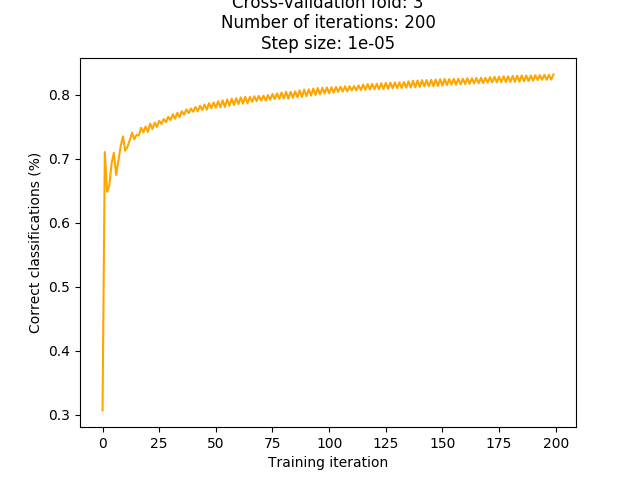 Cross-validation fold: 3
Number of iterations: 200
Step size: 1e-05
0.8
0.7
0.6
0.5
0.4
0.3
Correct classifications (%)
0 25 50 75 100 125 150 175 200
Training iteration